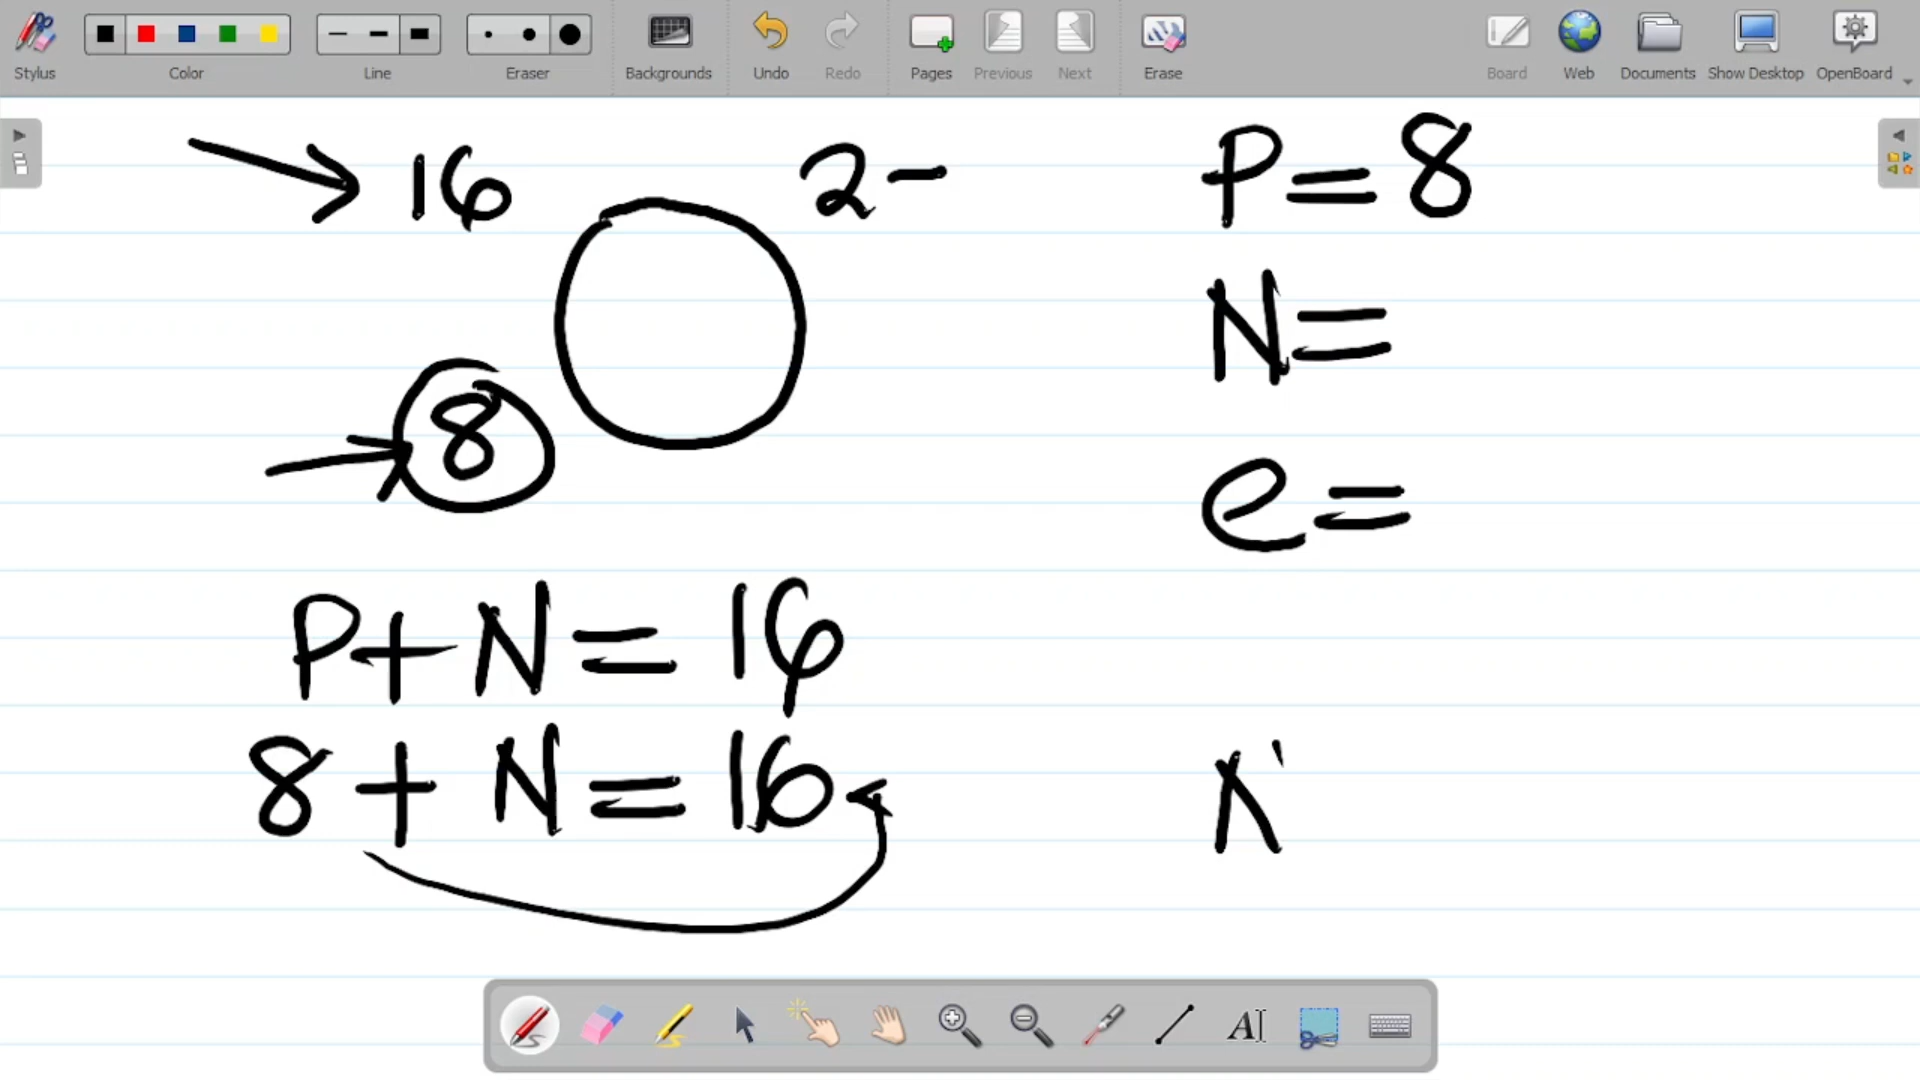 Stylus
Color
Line
Eraser
Backgrounds
Undo
Redo
Pages
Previous
Next
Erase
Board
Web
Documents
Show Desktop
OpenBoard
16 2-
8
P=8
N=
e=
P+N=16
8+N=16
AI